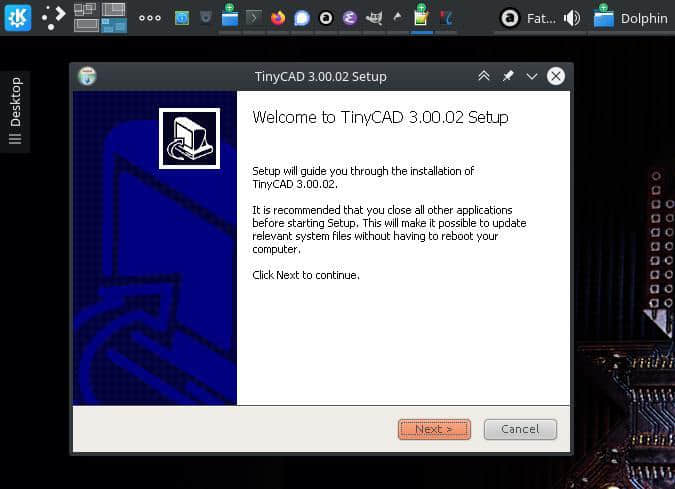 Fat...
Dolphin
Desktop
TinyCAD 3.00.02 Setup
Welcome to TinyCAD 3.00.02 Setup
Setup will guide you through the installation of
TinyCAD 3.00.02.
It is recommended that you close all other applications
before starting Setup. This will make it possible to update
relevant system files without having to reboot your
computer.
Click Next to continue.
Next >
Cancel